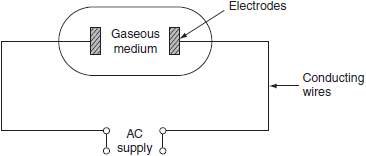 Electrodes
Gaseous
medium
Conducting
wires
AC
supply